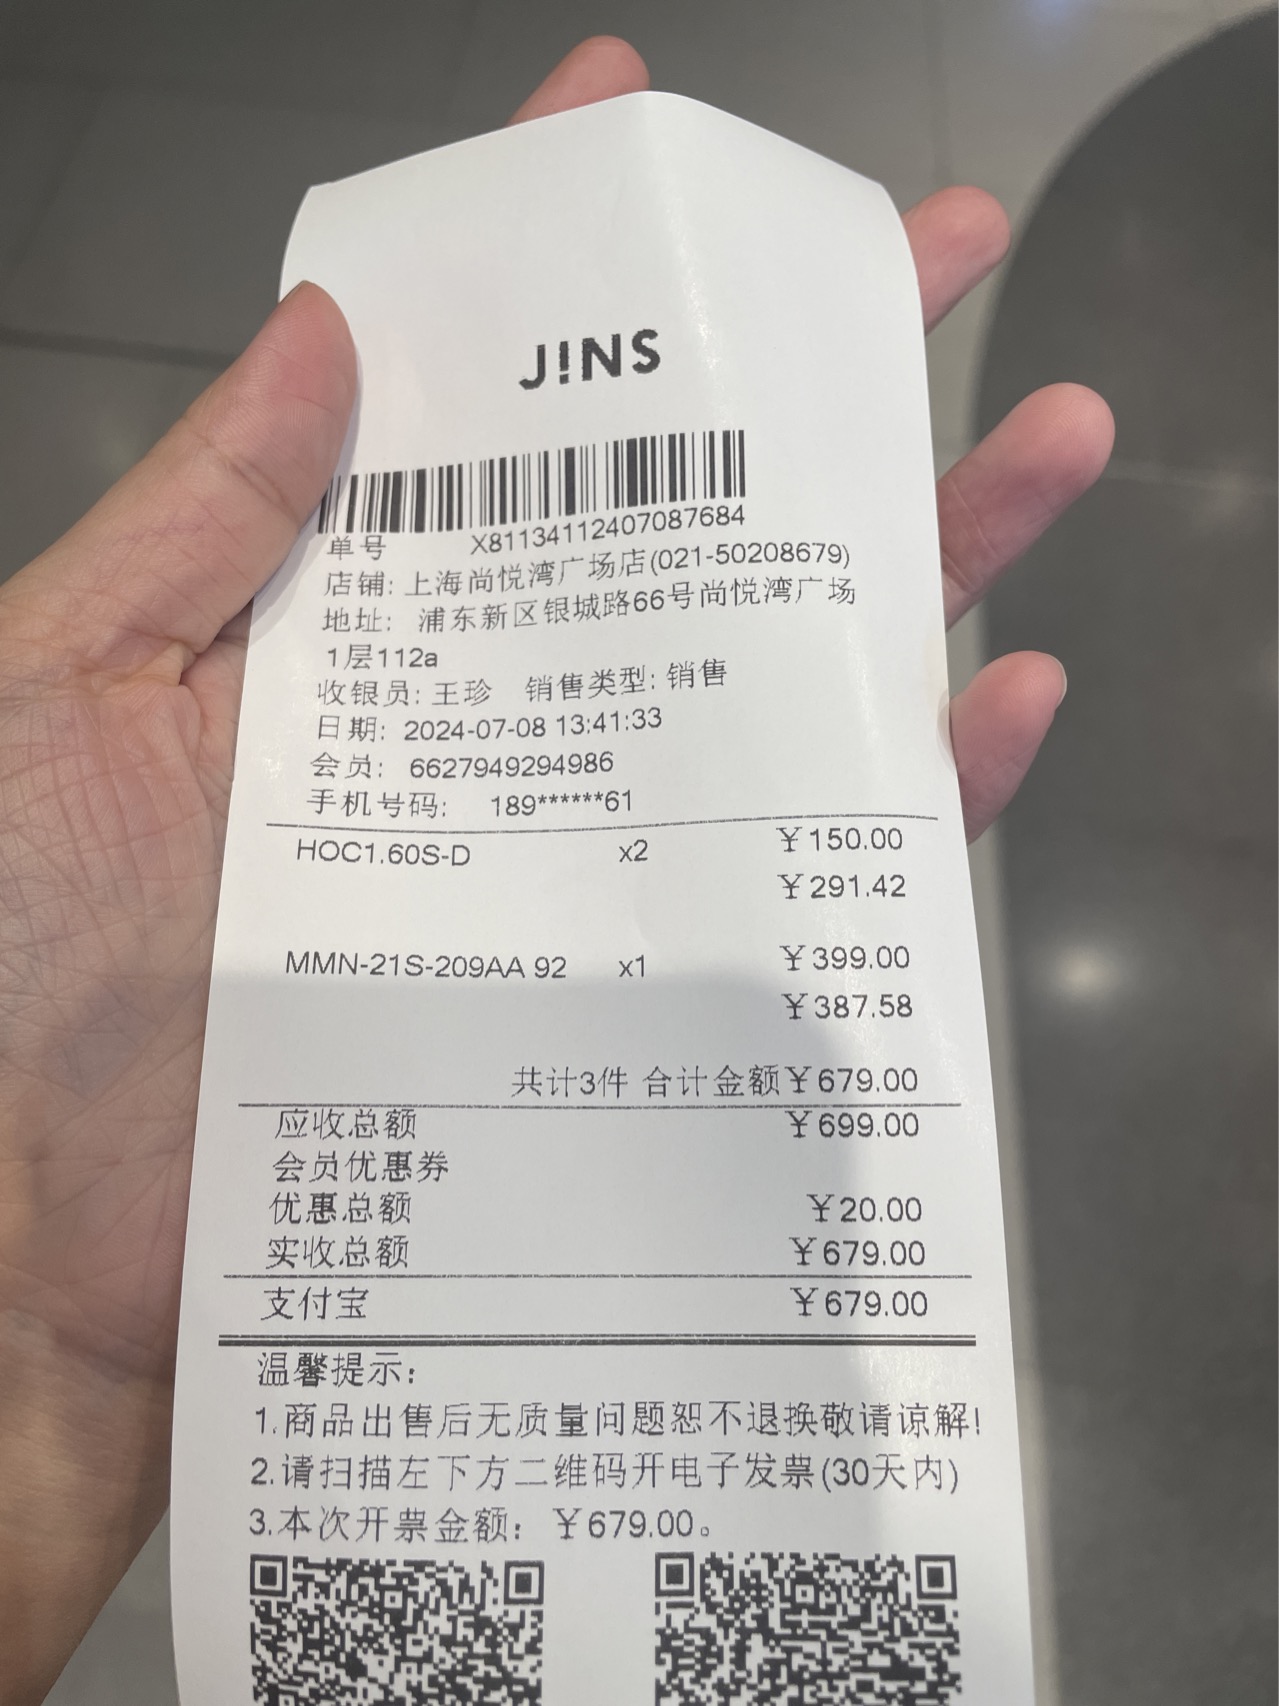 J!NS
单号 X81134112407087684
店铺: 上海尚悦湾广场店(021-50208679)
地址: 浦东新区银城路66号尚悦湾广场
1层112a
收银员: 王珍 销售类型: 销售
日期: 2024-07-08 13:41:33
会员: 6627949294986
手机号码: 189******61
HOC1.60S-D x2 ¥150.00
¥291.42
MMN-21S-209AA 92 x1 ¥399.00
¥387.58
共计3件 合计金额¥679.00
应收总额 ¥699.00
会员优惠券
优惠总额 ¥20.00
实收总额 ¥679.00
支付宝 ¥679.00
温馨提示:
1.商品出售后无质量问题恕不退换敬请谅解!
2.请扫描左下方二维码开电子发票(30天内)
3.本次开票金额: ¥679.00。